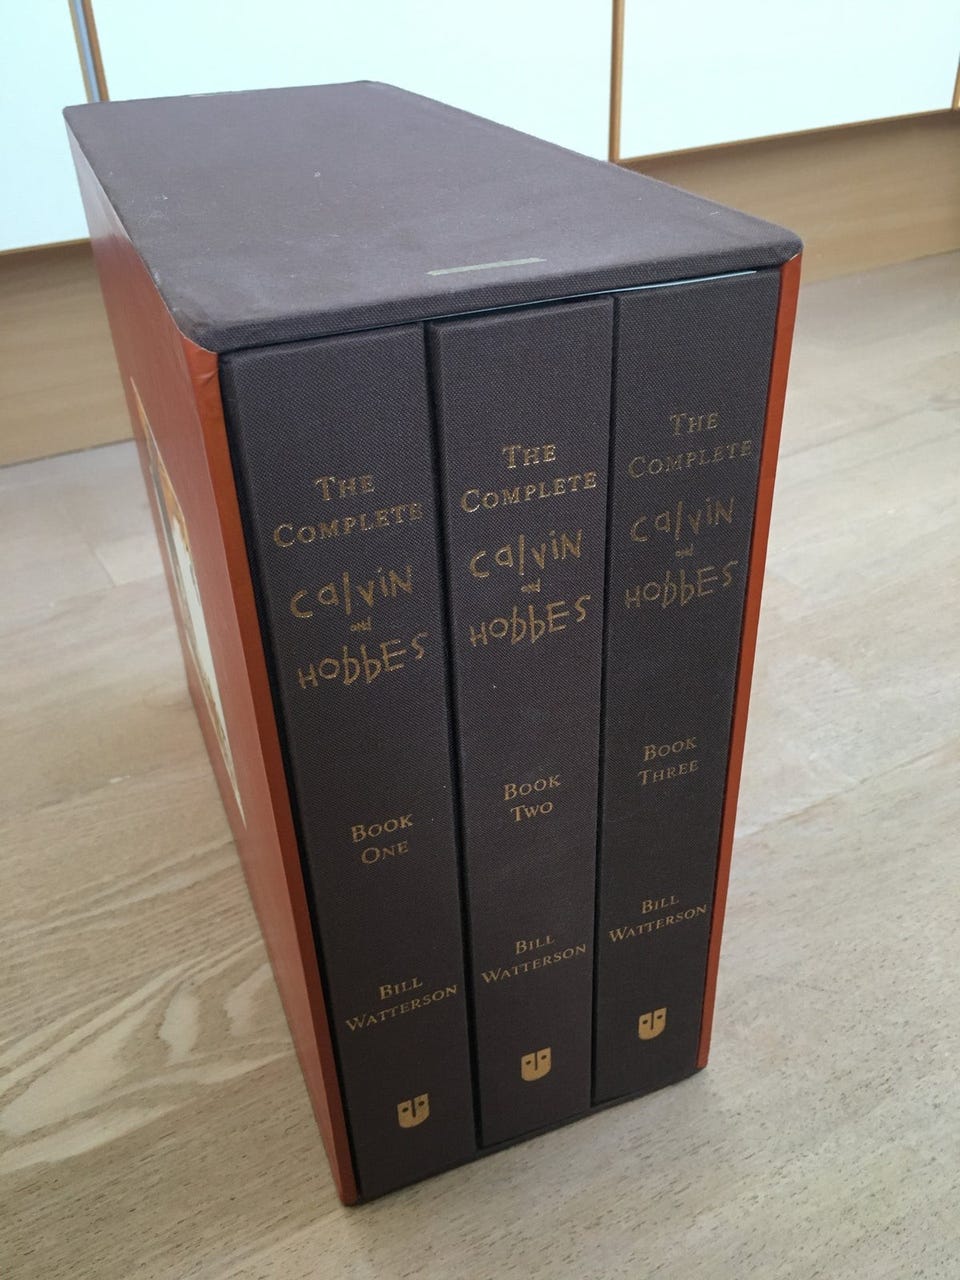 The
Complete
Calvin
and
Hobbes
Book
One
Bill
Watterson
The
Complete
Calvin
and
Hobbes
Book
Two
Bill
Watterson
The
Complete
Calvin
and
Hobbes
Book
Three
Bill
Watterson